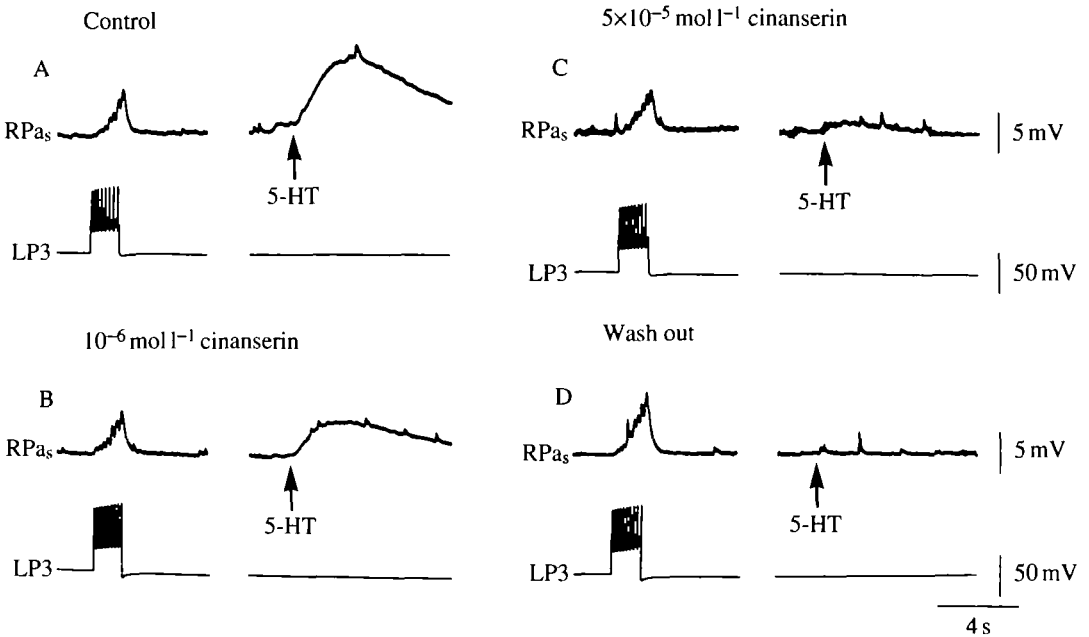 Control
A
RPas
5-HT
LP3
10⁻⁶ mol l⁻¹ cinanserin
B
RPas
5-HT
LP3
5×10⁻⁵ mol l⁻¹ cinanserin
C
RPas
5 mV
5-HT
LP3
50 mV
Wash out
D
RPas
5 mV
5-HT
LP3
50 mV
4 s